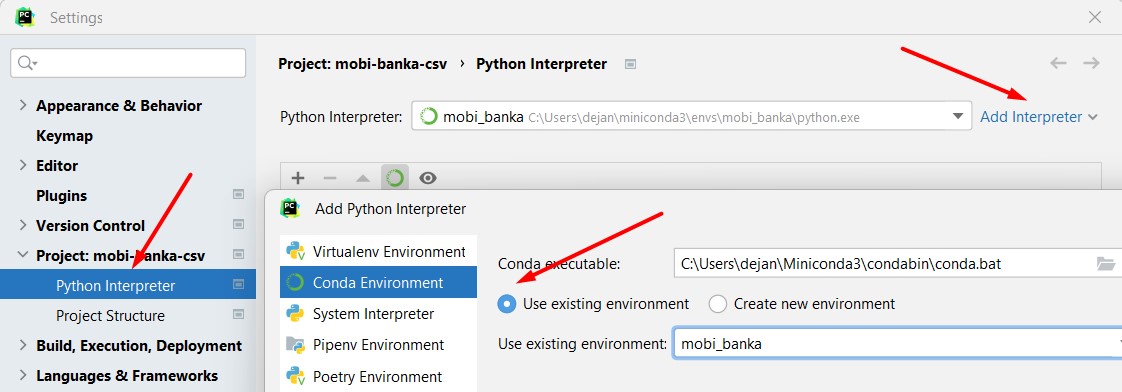 Settings
Project: mobi-banka-csv › Python Interpreter
Appearance & Behavior
Python Interpreter: mobi_banka C:\Users\dejan\miniconda3\envs\mobi_banka\python.exe Add Interpreter
Keymap
Editor
Plugins
Version Control
Project: mobi-banka-csv
Python Interpreter
Project Structure
Build, Execution, Deployment
Languages & Frameworks
PC Add Python Interpreter
Virtualenv Environment
Conda Environment
System Interpreter
Pipenv Environment
Poetry Environment
Conda executable: C:\Users\dejan\Miniconda3\condabin\conda.bat
Use existing environment Create new environment
Use existing environment: mobi_banka